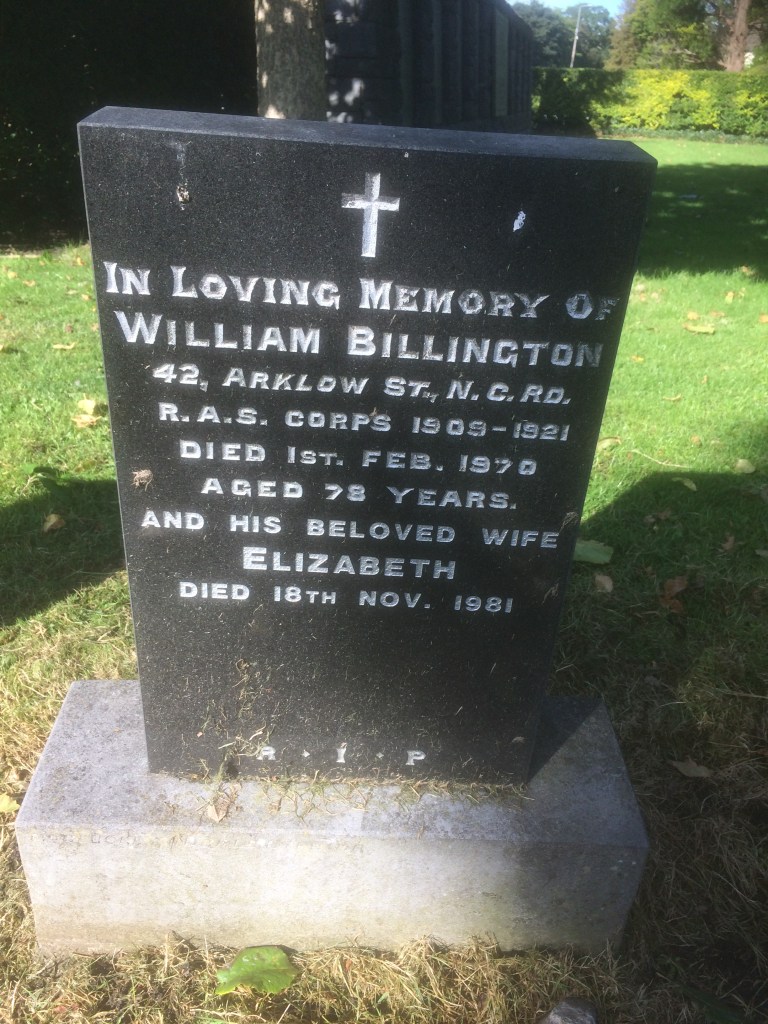 In Loving Memory Of
William Billington
42, Arklow St., N. C. Rd.
R. A. S. CORPS 1909-1921
DIED 1ST. FEB. 1970
AGED 78 YEARS.
AND HIS BELOVED WIFE
ELIZABETH
DIED 18TH NOV. 1981
R · I · P